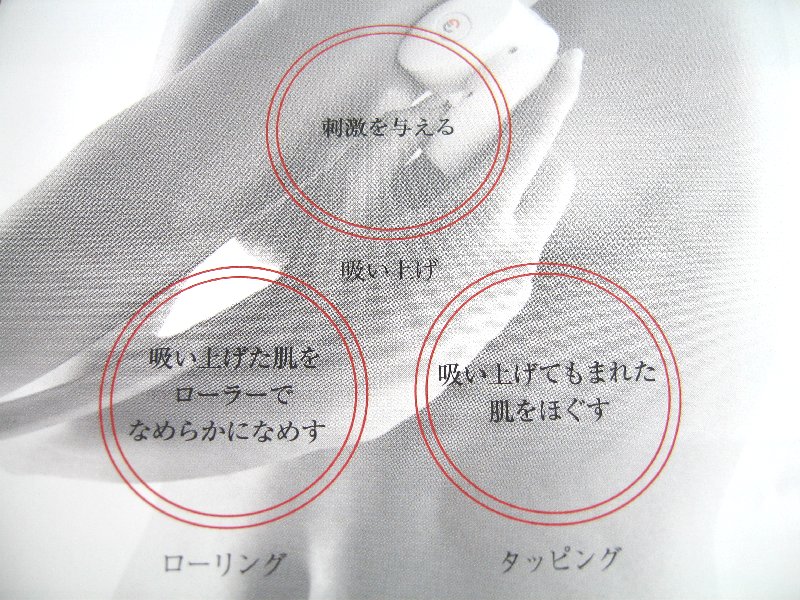 刺激を与える
吸い上げ
吸い上げた肌を
ローラーで
なめらかになめす
ローリング
吸い上げてもまれた
肌をほぐす
タッピング